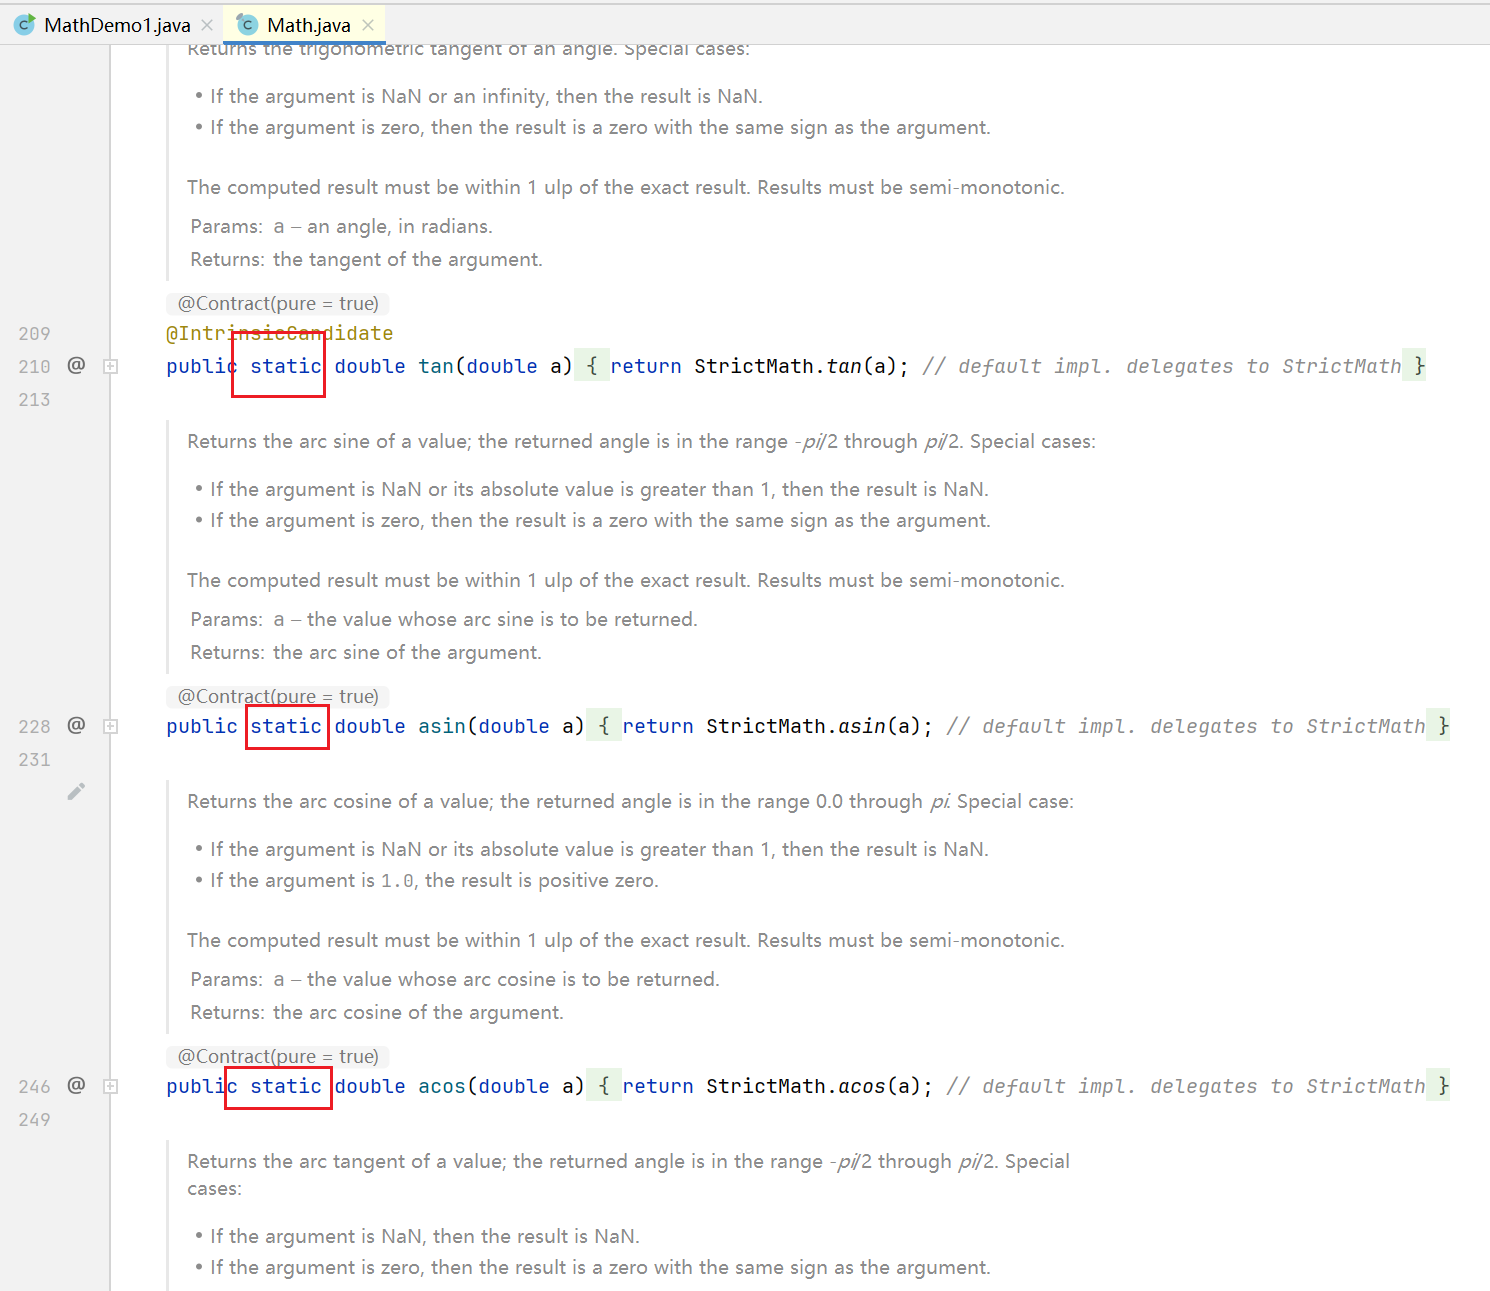 MathDemo1.java
Math.java
Returns the trigonometric tangent of an angle. Special cases:
• If the argument is NaN or an infinity, then the result is NaN.
• If the argument is zero, then the result is a zero with the same sign as the argument.
The computed result must be within 1 ulp of the exact result. Results must be semi-monotonic.
Params: a – an angle, in radians.
Returns: the tangent of the argument.
@Contract(pure = true)
209 @IntrinsicCandidate
210 @ public static double tan(double a) { return StrictMath.tan(a); // default impl. delegates to StrictMath }
213
Returns the arc sine of a value; the returned angle is in the range -pi/2 through pi/2. Special cases:
• If the argument is NaN or its absolute value is greater than 1, then the result is NaN.
• If the argument is zero, then the result is a zero with the same sign as the argument.
The computed result must be within 1 ulp of the exact result. Results must be semi-monotonic.
Params: a – the value whose arc sine is to be returned.
Returns: the arc sine of the argument.
@Contract(pure = true)
228 @ public static double asin(double a) { return StrictMath.asin(a); // default impl. delegates to StrictMath }
231
Returns the arc cosine of a value; the returned angle is in the range 0.0 through pi. Special case:
• If the argument is NaN or its absolute value is greater than 1, then the result is NaN.
• If the argument is 1.0, the result is positive zero.
The computed result must be within 1 ulp of the exact result. Results must be semi-monotonic.
Params: a – the value whose arc cosine is to be returned.
Returns: the arc cosine of the argument.
@Contract(pure = true)
246 @ public static double acos(double a) { return StrictMath.acos(a); // default impl. delegates to StrictMath }
249
Returns the arc tangent of a value; the returned angle is in the range -pi/2 through pi/2. Special
cases:
• If the argument is NaN, then the result is NaN.
• If the argument is zero, then the result is a zero with the same sign as the argument.